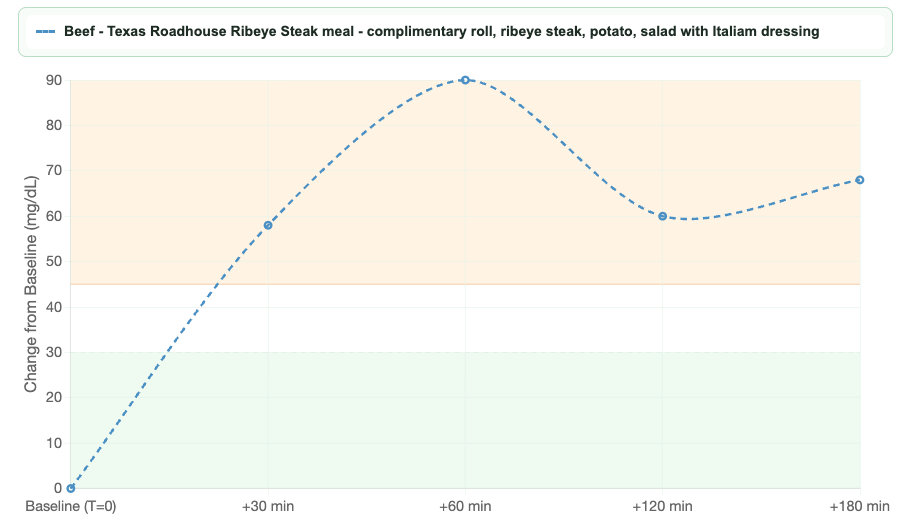 Beef - Texas Roadhouse Ribeye Steak meal - complimentary roll, ribeye steak, potato, salad with Italiam dressing
Change from Baseline (mg/dL)
90
80
70
60
50
40
30
20
10
0
Baseline (T=0)
+30 min
+60 min
+120 min
+180 min